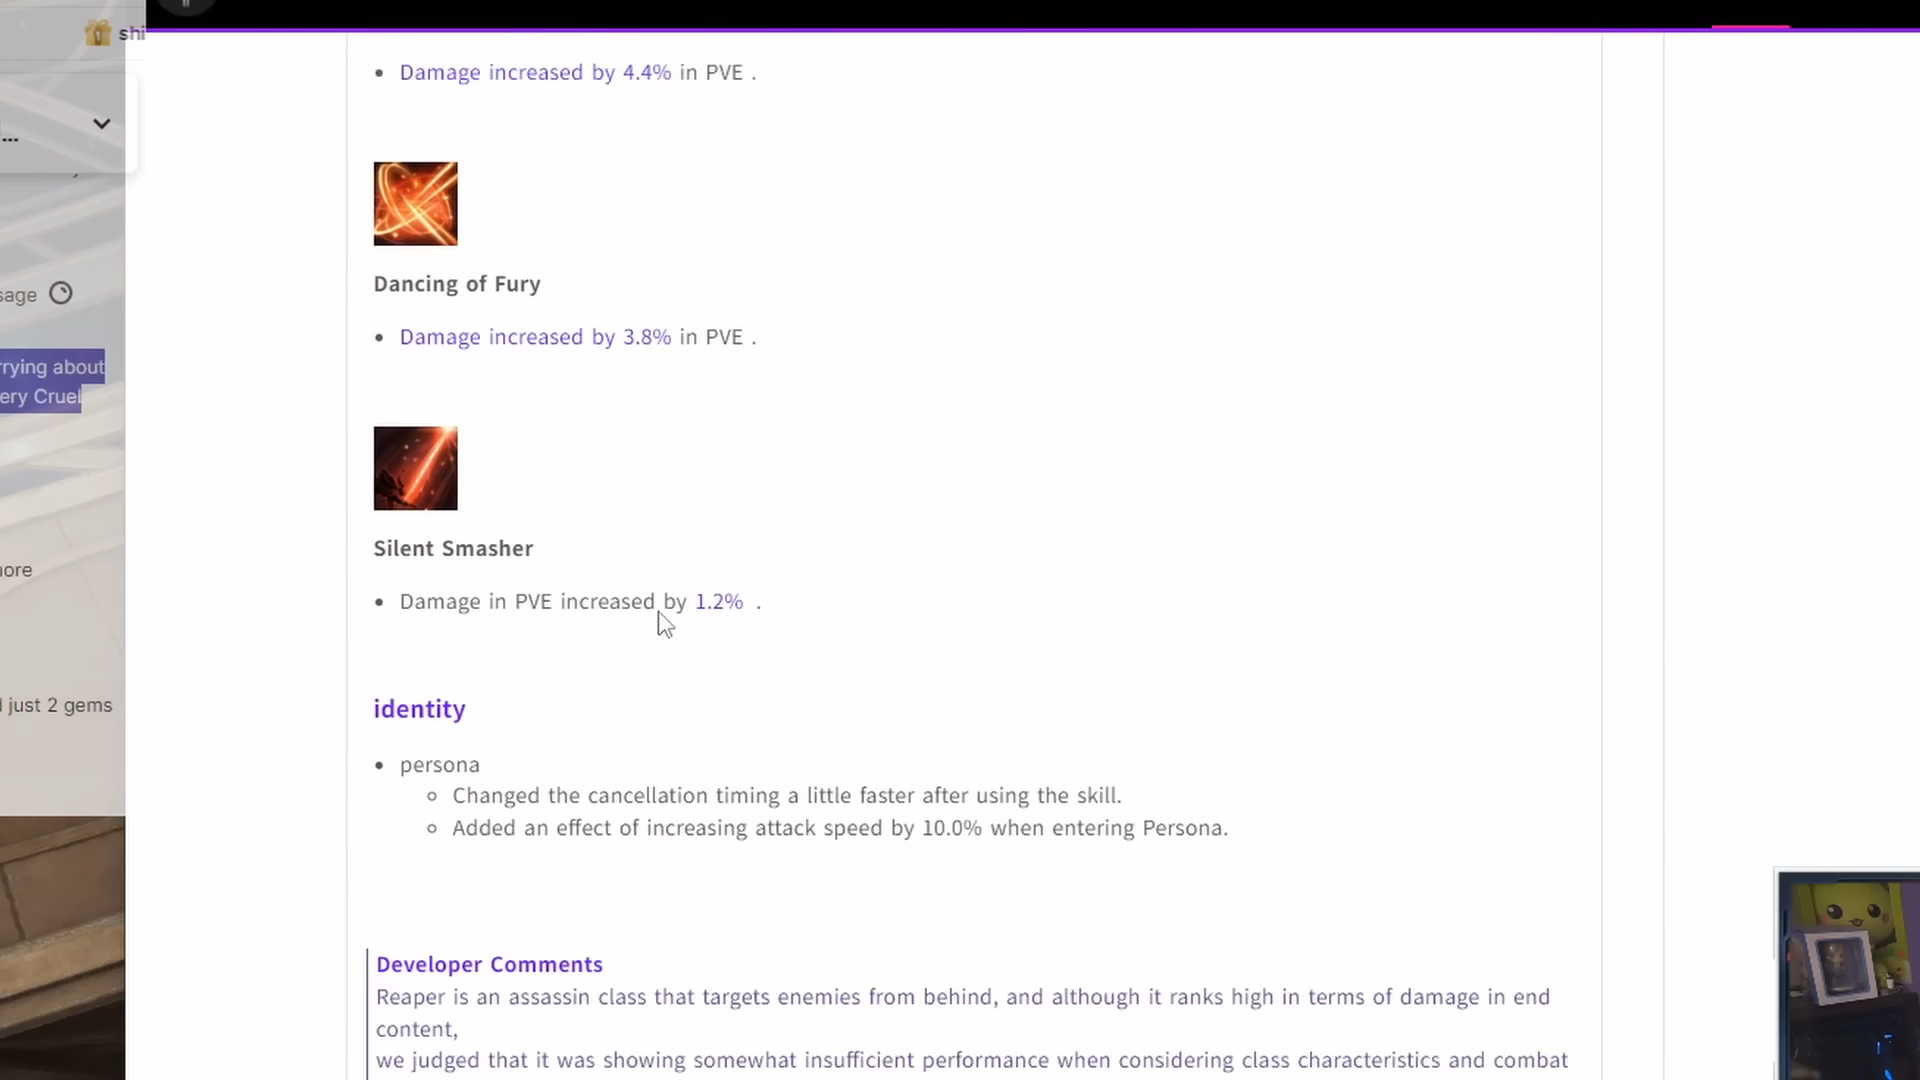 shi
...
sage
rrying about
ery Cruel
ore
just 2 gems
Damage increased by 4.4% in PVE .
Dancing of Fury
Damage increased by 3.8% in PVE .
Silent Smasher
Damage in PVE increased by 1.2% .
identity
persona
Changed the cancellation timing a little faster after using the skill.
Added an effect of increasing attack speed by 10.0% when entering Persona.
Developer Comments
Reaper is an assassin class that targets enemies from behind, and although it ranks high in terms of damage in end
content,
we judged that it was showing somewhat insufficient performance when considering class characteristics and combat